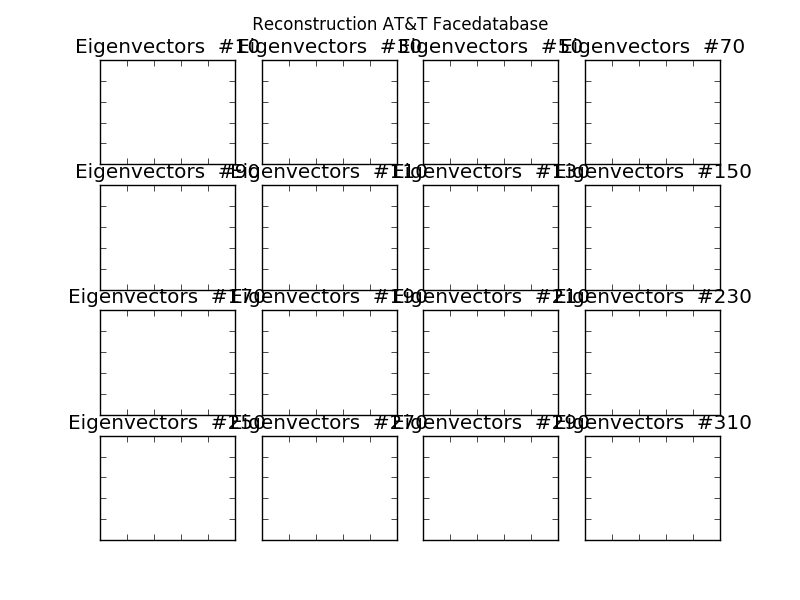 Reconstruction AT&T Facedatabase
Eigenvectors #10 Eigenvectors #30 Eigenvectors #50 Eigenvectors #70
Eigenvectors #90 Eigenvectors #110 Eigenvectors #130 Eigenvectors #150
Eigenvectors #170 Eigenvectors #190 Eigenvectors #210 Eigenvectors #230
Eigenvectors #250 Eigenvectors #270 Eigenvectors #290 Eigenvectors #310